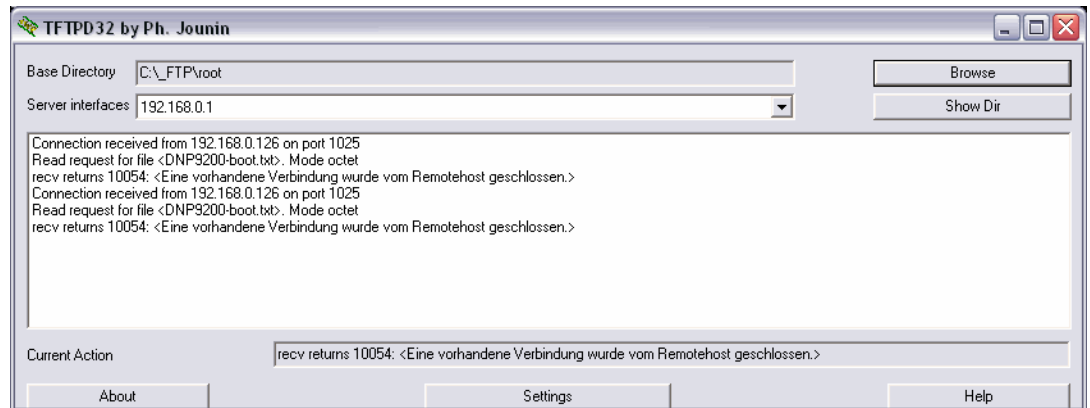 TFTPD32 by Ph. Jounin
Base Directory C:\_FTP\root Browse
Server interfaces 192.168.0.1 Show Dir
Connection received from 192.168.0.126 on port 1025
Read request for file <DNP9200-boot.txt>. Mode octet
recv returns 10054: <Eine vorhandene Verbindung wurde vom Remotehost geschlossen.>
Connection received from 192.168.0.126 on port 1025
Read request for file <DNP9200-boot.txt>. Mode octet
recv returns 10054: <Eine vorhandene Verbindung wurde vom Remotehost geschlossen.>
Current Action recv returns 10054: <Eine vorhandene Verbindung wurde vom Remotehost geschlossen.>
About Settings Help